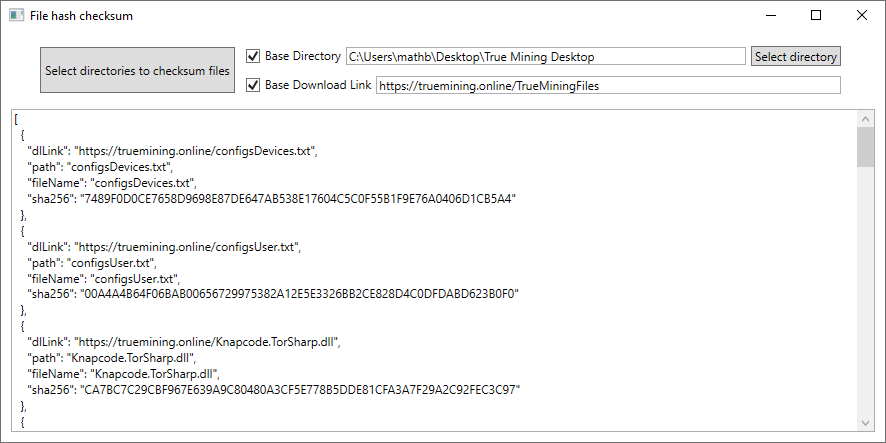 File hash checksum
Select directories to checksum files
Base Directory C:\Users\mathb\Desktop\True Mining Desktop Select directory
Base Download Link https://truemining.online/TrueMiningFiles
[
{
"dlLink": "https://truemining.online/configsDevices.txt",
"path": "configsDevices.txt",
"fileName": "configsDevices.txt",
"sha256": "7489F0D0CE7658D9698E87DE647AB538E17604C5C0F55B1F9E76A0406D1CB5A4"
},
{
"dlLink": "https://truemining.online/configsUser.txt",
"path": "configsUser.txt",
"fileName": "configsUser.txt",
"sha256": "00A4A4B64F06BAB00656729975382A12E5E3326BB2CE828D4C0DFDABD623B0F0"
},
{
"dlLink": "https://truemining.online/Knapcode.TorSharp.dll",
"path": "Knapcode.TorSharp.dll",
"fileName": "Knapcode.TorSharp.dll",
"sha256": "CA7BC7C29CBF967E639A9C80480A3CF5E778B5DDE81CFA3A7F29A2C92FEC3C97"
},
{